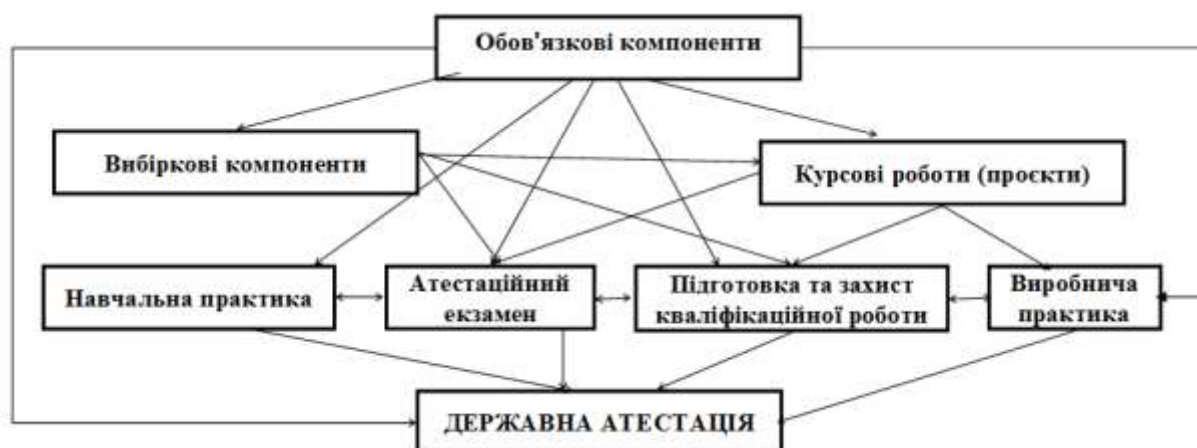 Обов'язкові компоненти
Вибіркові компоненти
Курсові роботи (проєкти)
Навчальна практика
Атестаційний
екзамен
Підготовка та захист
кваліфікаційної роботи
Виробнича
практика
ДЕРЖАВНА АТЕСТАЦІЯ